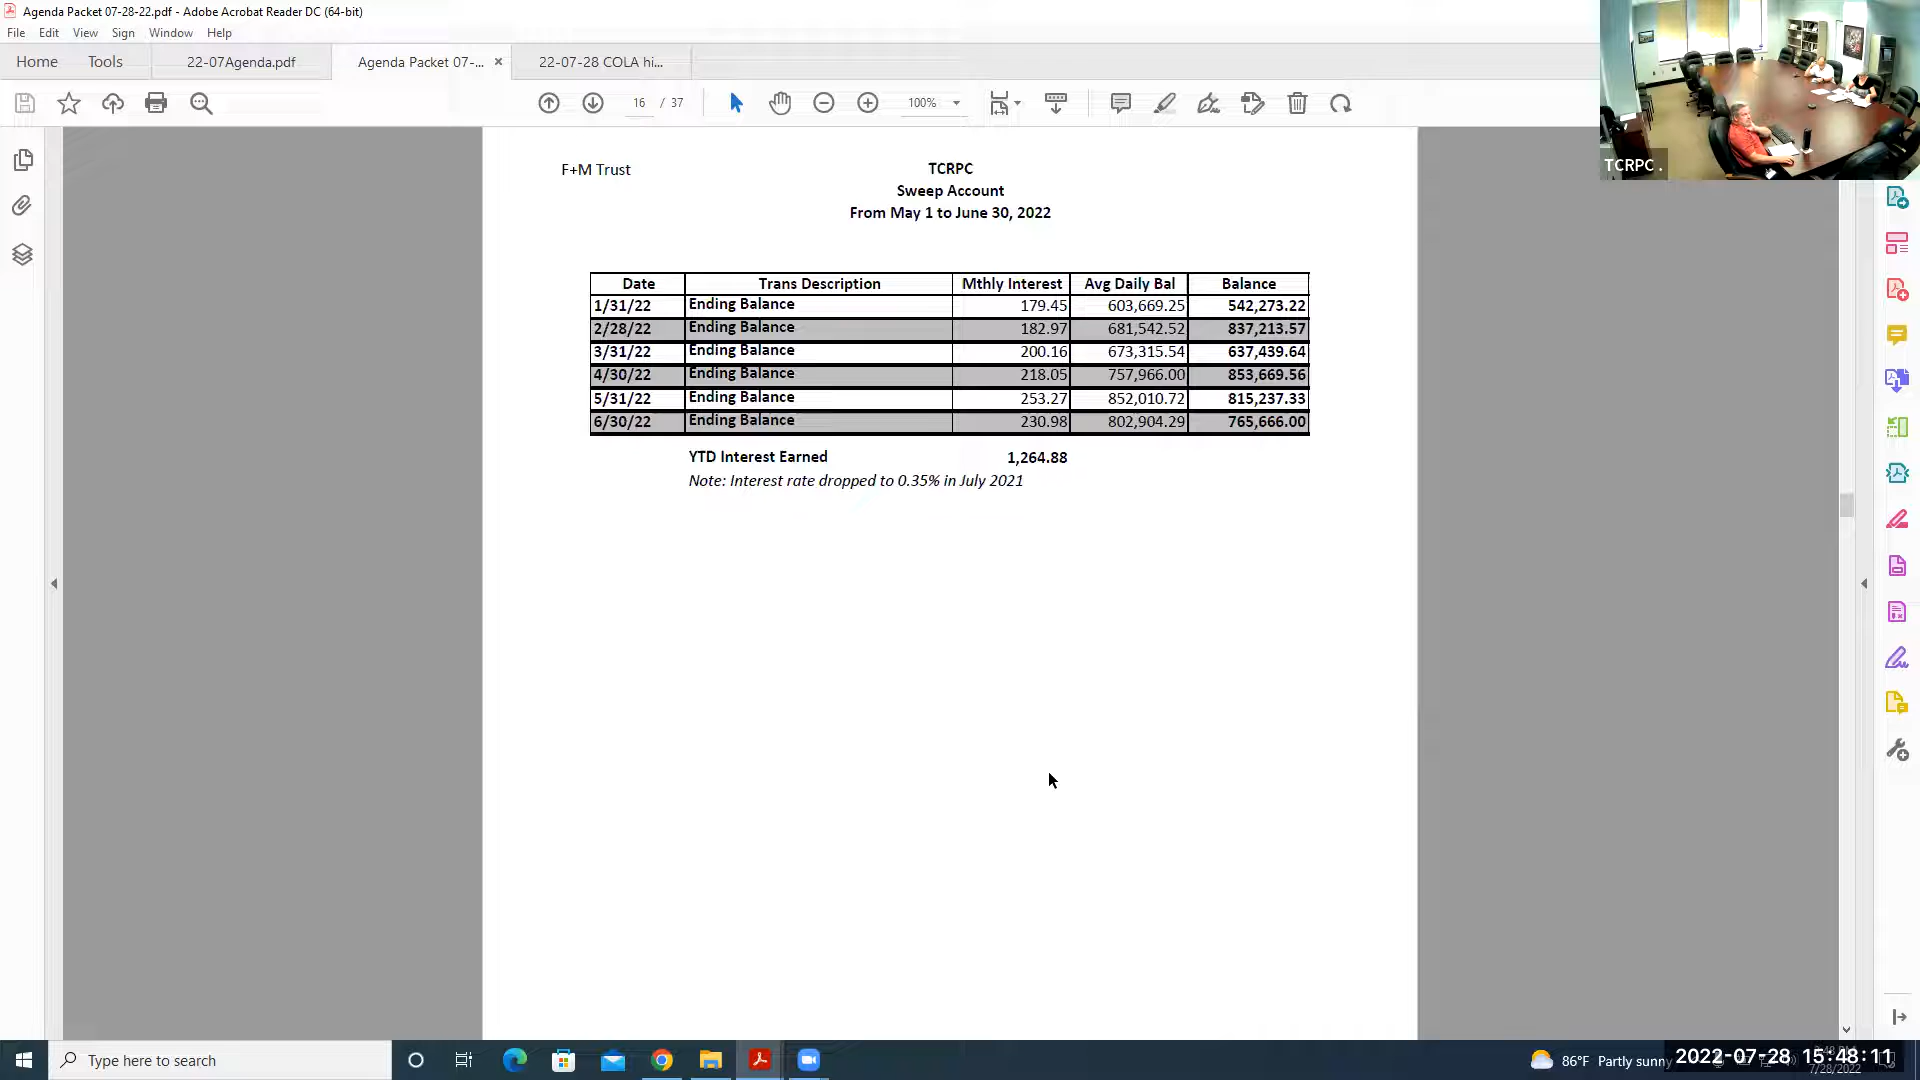 Agenda Packet 07-28-22.pdf - Adobe Acrobat Reader DC (64-bit)
File Edit View Sign Window Help
Home Tools 22-07Agenda.pdf Agenda Packet 07-... × 22-07-28 COLA hi...
16 / 37 100%
TCRPC .
F+M Trust
TCRPC
Sweep Account
From May 1 to June 30, 2022
Date Trans Description Mthly Interest Avg Daily Bal Balance
1/31/22 Ending Balance 179.45 603,669.25 542,273.22
2/28/22 Ending Balance 182.97 681,542.52 837,213.57
3/31/22 Ending Balance 200.16 673,315.54 637,439.64
4/30/22 Ending Balance 218.05 757,966.00 853,669.56
5/31/22 Ending Balance 253.27 852,010.72 815,237.33
6/30/22 Ending Balance 230.98 802,904.29 765,666.00
YTD Interest Earned 1,264.88
Note: Interest rate dropped to 0.35% in July 2021
Type here to search
86°F Partly sunny
2022-07-28 15:48:11
7/28/2022